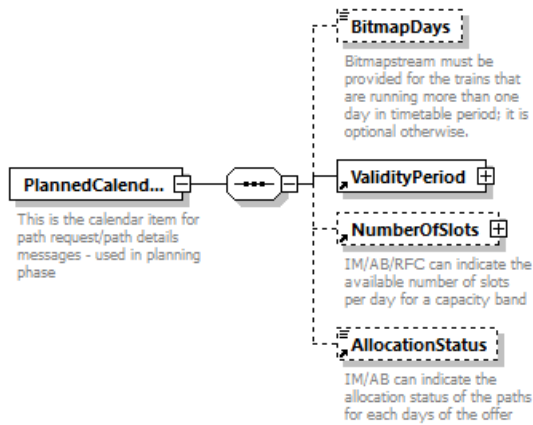 BitmapDays
Bitmapstream must be
provided for the trains that
are running more than one
day in timetable period; it is
optional otherwise.
PlannedCalend...
This is the calendar item for
path request/path details
messages - used in planning
phase
ValidityPeriod
NumberOfSlots
IM/AB/RFC can indicate the
available number of slots
per day for a capacity band
AllocationStatus
IM/AB can indicate the
allocation status of the paths
for each days of the offer